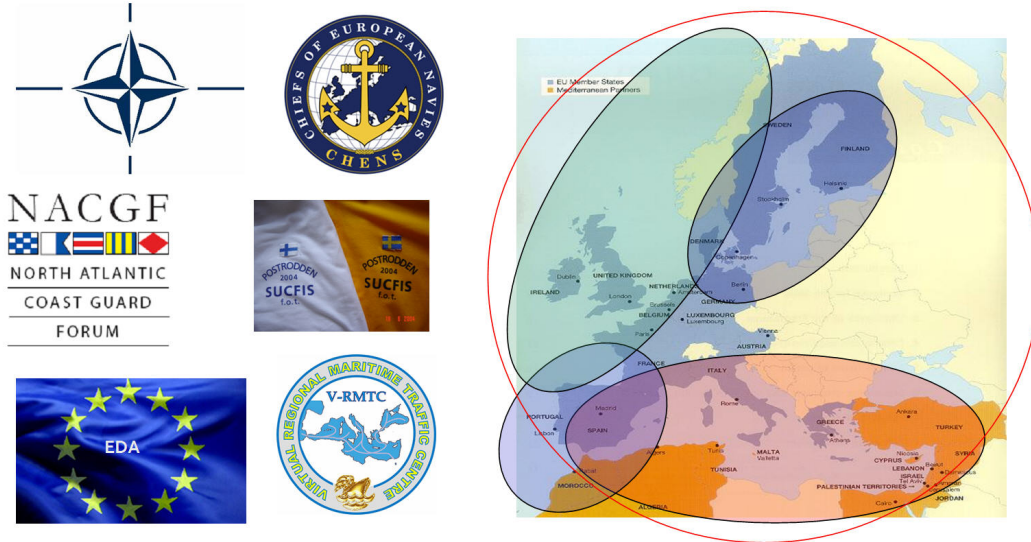 CHIEFS OF EUROPEAN NAVIES
CHENS
NACGF
NORTH ATLANTIC
COAST GUARD
FORUM
POSTRODDEN
2004
SUCFIS
f.o.t.
POSTRODDEN
2004
SUCFIS
f.o.t.
EDA
VIRTUAL REGIONAL MARITIME TRAFFIC CENTRE
V-RMTC
EU Member States
Mediterranean Partners
SWEDEN
FINLAND
Helsinki
Stockholm
DENMARK
Copenhagen
Dublin
UNITED KINGDOM
IRELAND
NETHERLANDS
Amsterdam
Berlin
London
GERMANY
Brussels
BELGIUM
LUXEMBOURG
Luxembourg
Paris
Vienna
AUSTRIA
FRANCE
ITALY
PORTUGAL
Madrid
Rome
Ankara
Lisbon
SPAIN
GREECE
TURKEY
Athens
Algiers
Tunis
MALTA
Valletta
Nicosia
SYRIA
CYPRUS
Beirut
LEBANON
Damascus
Rabat
TUNISIA
ISRAEL
Tel Aviv
MOROCCO
PALESTINIAN TERRITORIES
Jerusalem
JORDAN
ALGERIA
Cairo